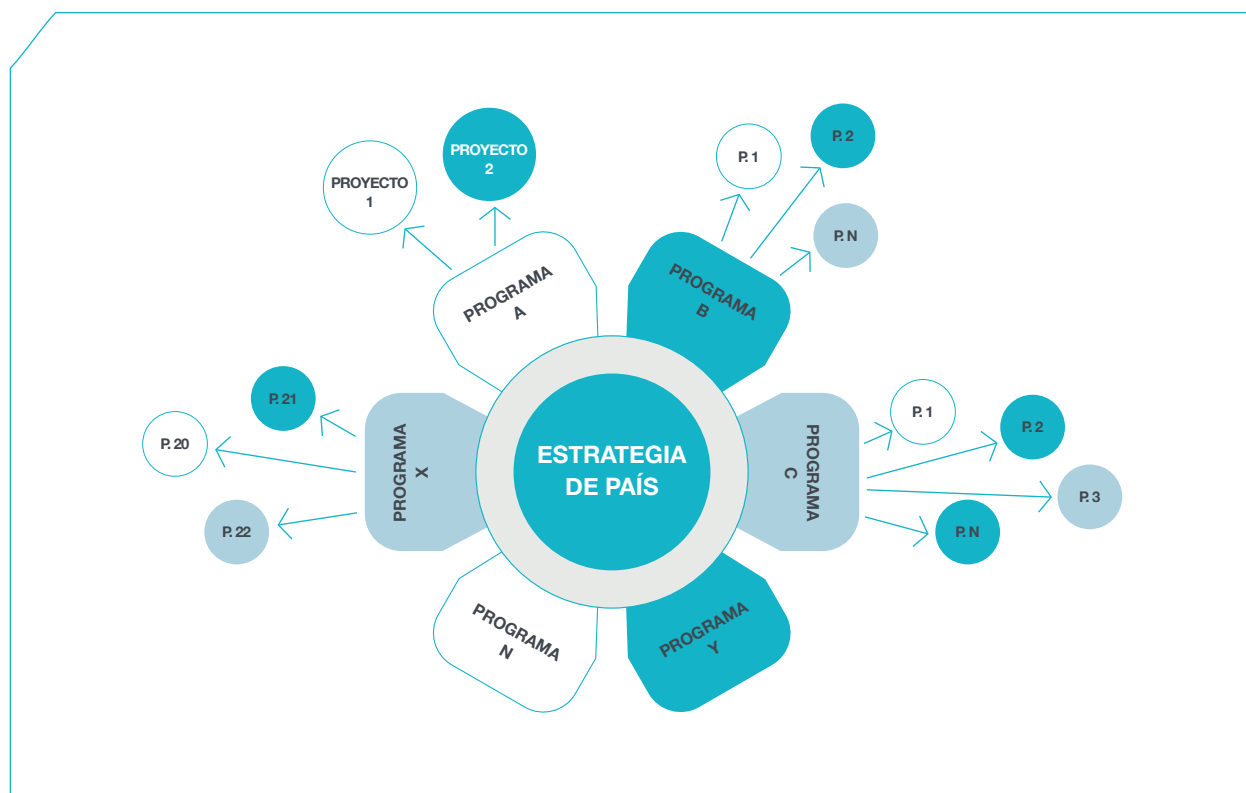 PROYECTO
1
PROYECTO
2
P. 1
P. 2
P. N
PROGRAMA
A
PROGRAMA
B
P. 21
P. 20
P. 22
PROGRAMA
X
ESTRATEGIA
DE PAÍS
PROGRAMA
C
P. 1
P. 2
P. 3
P. N
PROGRAMA
N
PROGRAMA
Y